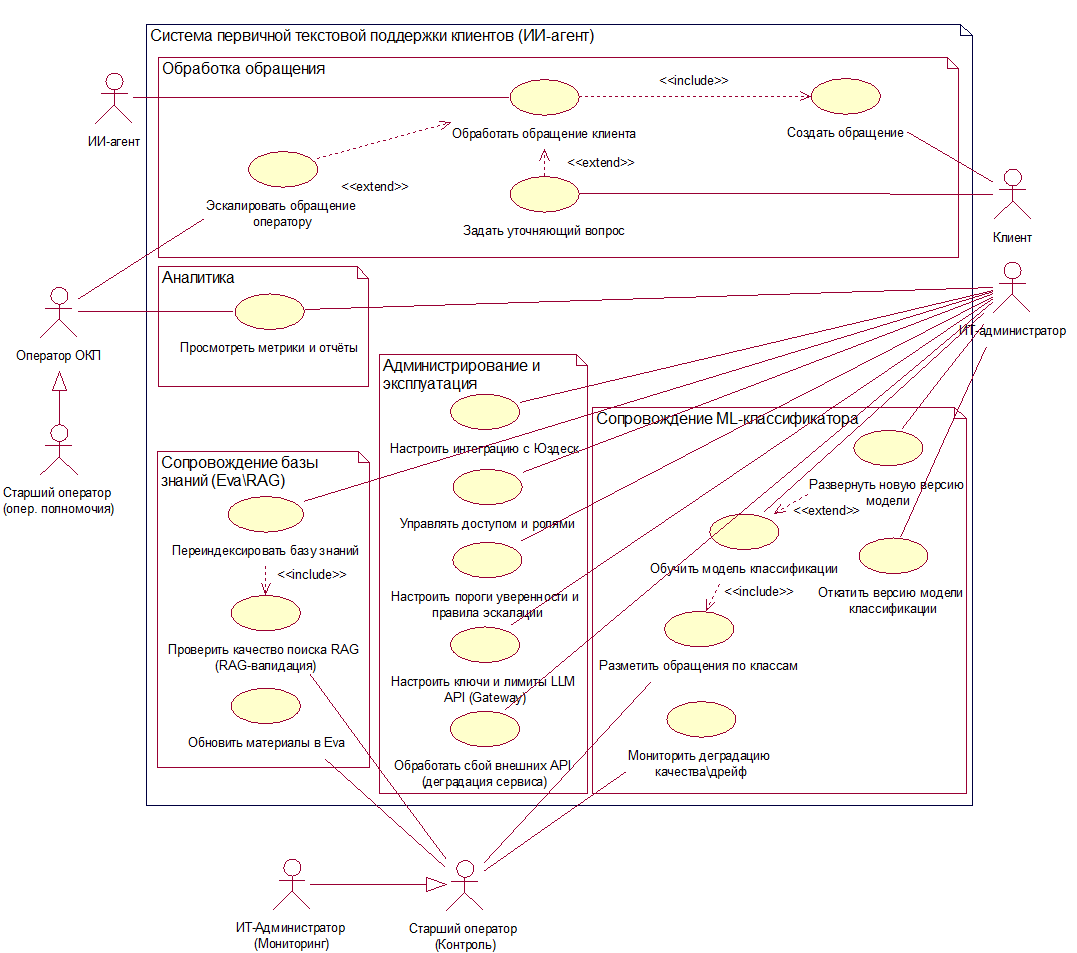 Система первичной текстовой поддержки клиентов (ИИ-агент)
Обработка обращения
<<include>>
ИИ-агент
Обработать обращение клиента
Создать обращение
<<extend>>
<<extend>>
Эскалировать обращение
оператору
Задать уточняющий вопрос
Клиент
Аналитика
Просмотреть метрики и отчёты
Оператор ОКП
ИТ-администратор
Администрирование и
эксплуатация
Настроить интеграцию с Юздеск
Управлять доступом и ролями
Настроить пороги уверенности и
правила эскалации
Настроить ключи и лимиты LLM
API (Gateway)
Обработать сбой внешних API
(деградация сервиса)
Сопровождение ML-классификатора
Развернуть новую версию
модели
<<extend>>
Обучить модель классификации
<<include>>
Откатить версию модели
классификации
Разметить обращения по классам
Мониторить деградацию
качества\дрейф
Старший оператор
(опер. полномочия)
Сопровождение базы
знаний (Eva\RAG)
Переиндексировать базу знаний
<<include>>
Проверить качество поиска RAG
(RAG-валидация)
Обновить материалы в Eva
ИТ-Администратор
(Мониторинг)
Старший оператор
(Контроль)